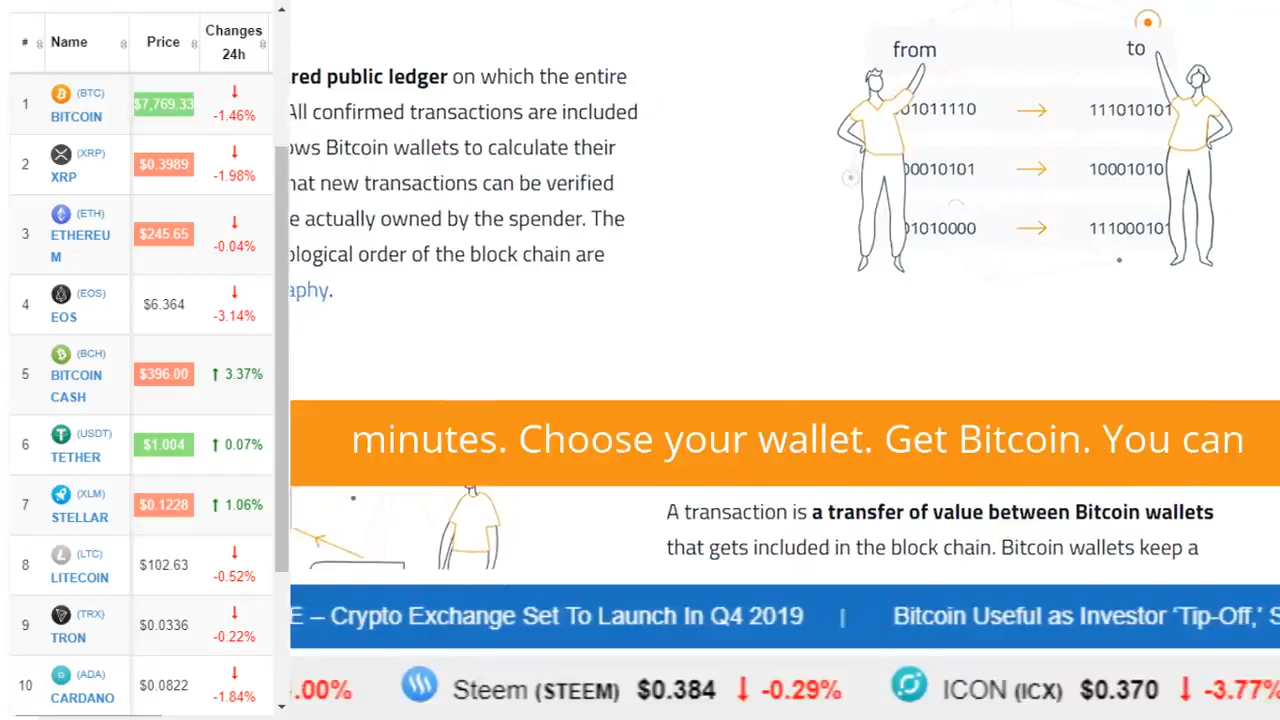 # Name Price Changes 24h
1 (BTC) BITCOIN $7,769.33 ↓ -1.46%
2 (XRP) XRP $0.3989 ↓ -1.98%
3 (ETH) ETHEREUM $245.65 ↓ -0.04%
4 (EOS) EOS $6.364 ↓ -3.14%
5 (BCH) BITCOIN CASH $396.00 ↑ 3.37%
6 (USDT) TETHER $1.004 ↑ 0.07%
7 (XLM) STELLAR $0.1228 ↑ 1.06%
8 (LTC) LITECOIN $102.63 ↓ -0.52%
9 (TRX) TRON $0.0336 ↓ -0.22%
10 (ADA) CARDANO $0.0822 ↓ -1.84%
red public ledger on which the entire
All confirmed transactions are included
ows Bitcoin wallets to calculate their
hat new transactions can be verified
e actually owned by the spender. The
ological order of the block chain are
aphy.
from to
01011110 → 111010101
00010101 → 10001010
01010000 → 111000101
minutes. Choose your wallet. Get Bitcoin. You can
A transaction is a transfer of value between Bitcoin wallets
that gets included in the block chain. Bitcoin wallets keep a
E – Crypto Exchange Set To Launch In Q4 2019 | Bitcoin Useful as Investor 'Tip-Off,' S
.00% Steem (STEEM) $0.384 ↓ -0.29% ICON (ICX) $0.370 ↓ -3.77%